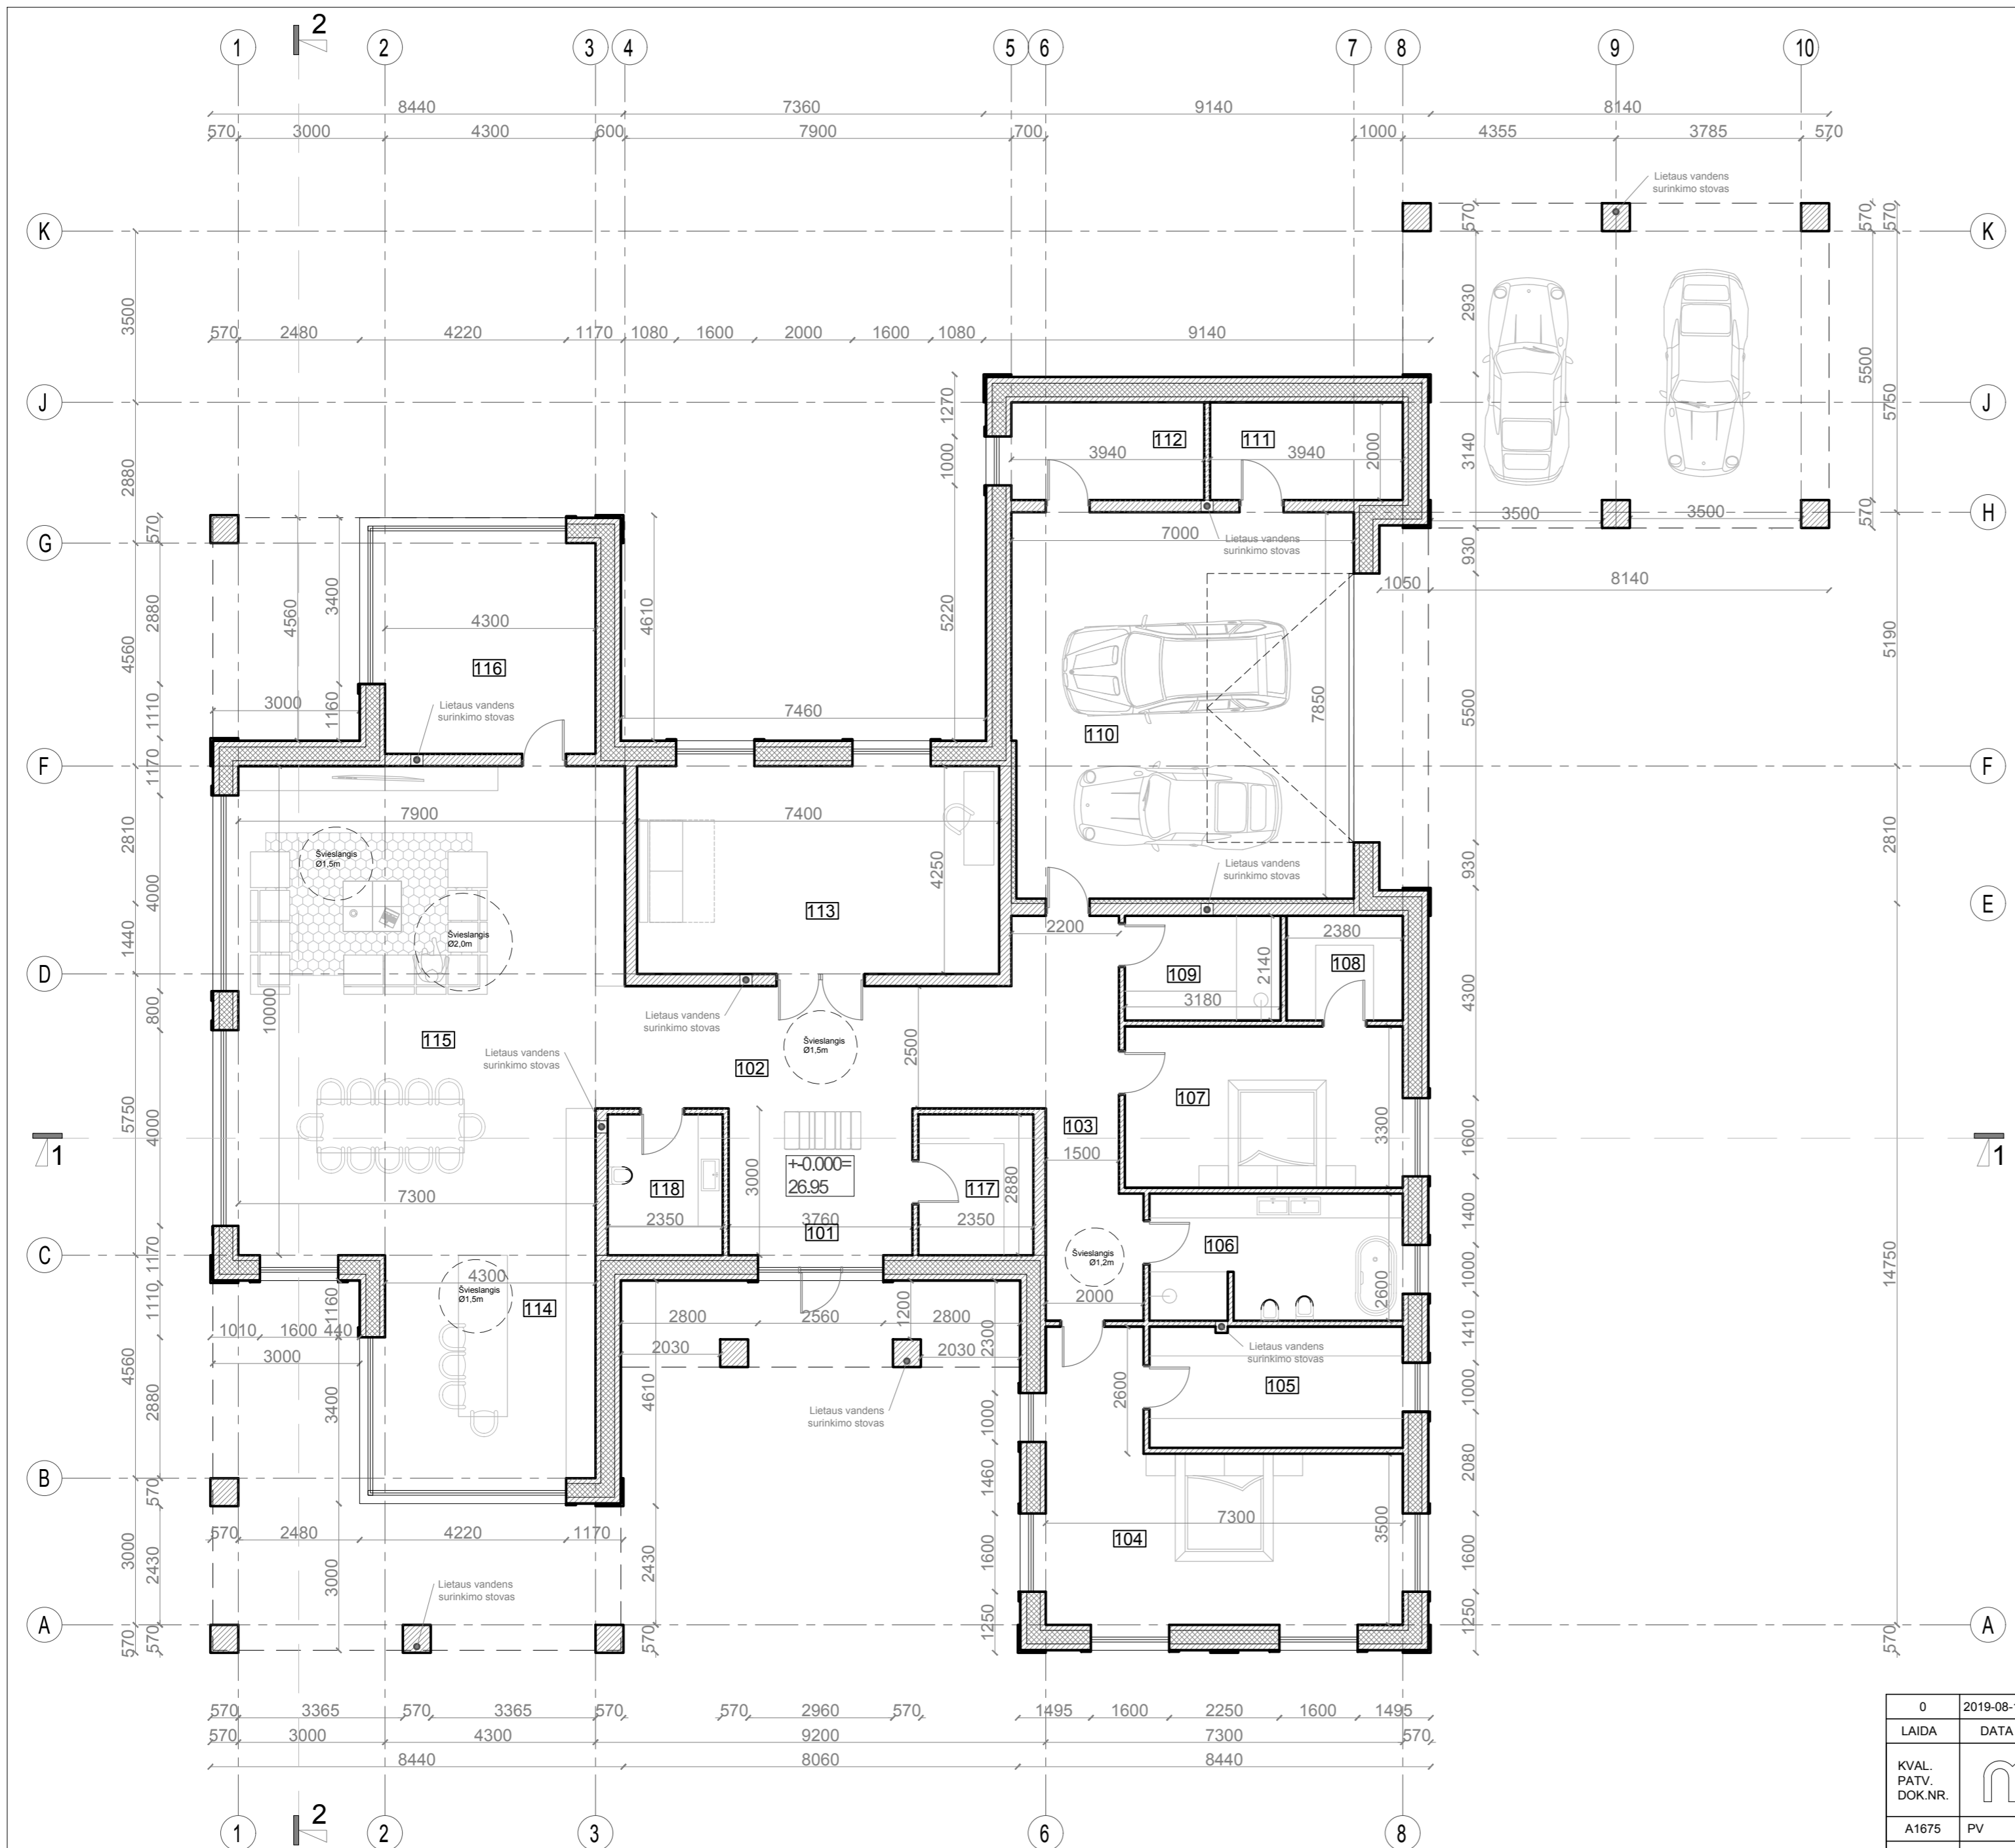 2
1 2 3 4 5 6 7 8 9 10
8440 7360 9140 8140
570 3000 4300 600 7900 700 1000 4355 3785 570
Lietaus vandens
surinkimo stovas
K 570 570 570 K
3500 2930 5500 5750
570 2480 4220 1170 1080 1600 2000 1600 1080 9140
J 1270 J
112 111
3940 3940 2000
2880 1000 3140
570 3500 3500 570 H
G
Lietaus vandens
surinkimo stovas
7000
930
1050 8140
2880 4560 3400 4610 5220
4300
4560 5190
116
3000 1160
Lietaus vandens
surinkimo stovas
7460 7850 5500
1110
110
F 1170 F
7900 7400
2810 4250 930 2810
Švieslangis
Ø1,5m
Lietaus vandens
surinkimo stovas
4000
113
E
Švieslangis
Ø2,0m
2200 2380
1440 2140
109 108
D
3180 4300
800 10000
Lietaus vandens
surinkimo stovas
115
Švieslangis
Ø1,5m
2500
Lietaus vandens
surinkimo stovas
102
107
5750 4000 103 3300 1600
1 1500 1
+-0.000=
26.95
3000
118 117 2880
7300
2350 3760 2350
101
1400
106
C 1170 C
Švieslangis
Ø1,2m
1000 14750
4300
Švieslangis
Ø1,5m
114
1160 1110
2000 2600
2800 2560 1200 2800
1010 1600 440
2030 2030 2300 1410
3000
Lietaus vandens
surinkimo stovas
4560 2880 3400 4610 2600 105 1000
Lietaus vandens
surinkimo stovas
1000
B 570 1460 2080
570 2480 4220 1170
7300 3500
104
3000 2430 3000 2430 1600 1600
Lietaus vandens
surinkimo stovas
A 1250 1250 A
570 570 570 570
570 3365 570 3365 570 570 2960 570 1495 1600 2250 1600 1495
570 3000 4300 9200 7300 570
8440 8060 8440
2
1 2 3 6 8
0 2019-08-
LAIDA DATA
KVAL.
PATV.
DOK.NR.
A1675 PV